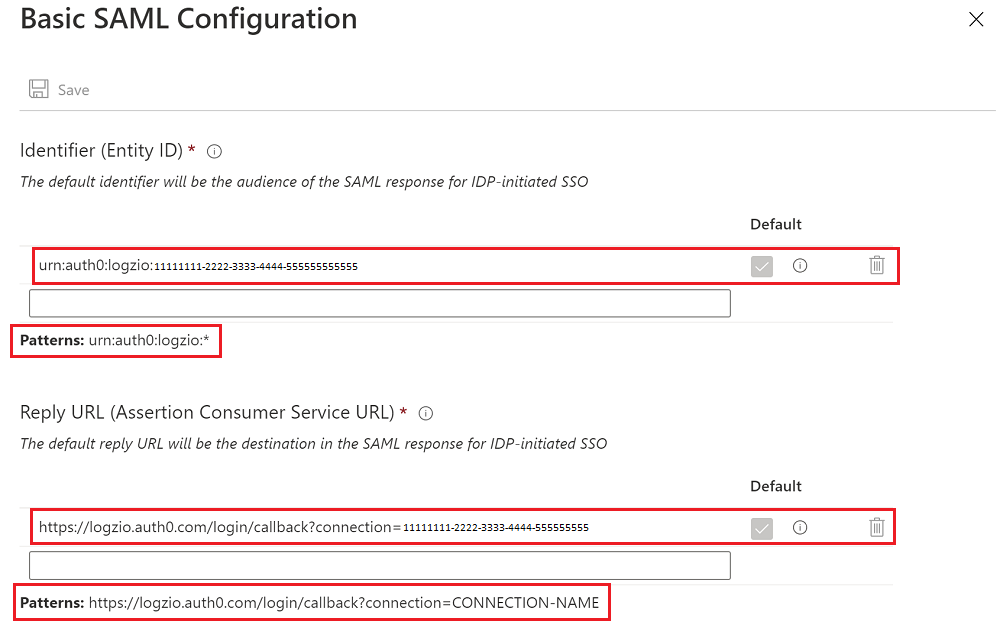 Basic SAML Configuration
Save
Identifier (Entity ID) *
The default identifier will be the audience of the SAML response for IDP-initiated SSO
Default
urn:auth0:logzio:11111111-2222-3333-4444-555555555555
Patterns: urn:auth0:logzio:*
Reply URL (Assertion Consumer Service URL) *
The default reply URL will be the destination in the SAML response for IDP-initiated SSO
Default
https://logzio.auth0.com/login/callback?connection=11111111-2222-3333-4444-555555555
Patterns: https://logzio.auth0.com/login/callback?connection=CONNECTION-NAME